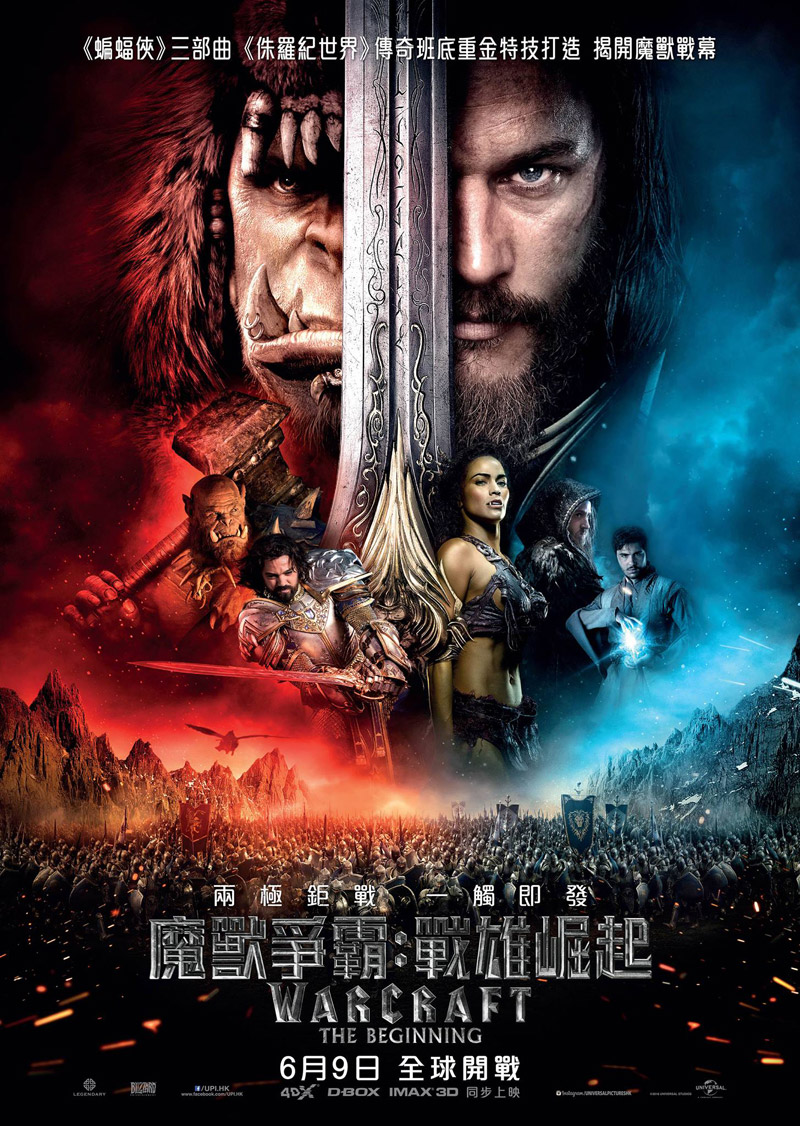 《蝙蝠俠》三部曲 《侏羅紀世界》傳奇班底重金特技打造 揭開魔獸戰幕
兩極鉅戰 一觸即發
魔獸爭霸:戰雄崛起
WARCRAFT
THE BEGINNING
6月9日 全球開戰
4DX D-BOX IMAX 3D 同步上映
LEGENDARY
BLIZZARD
f/UPI.HK
www.facebook.com/UPI.HK
Instagram/UNIVERSALPICTURESHK
UNIVERSAL